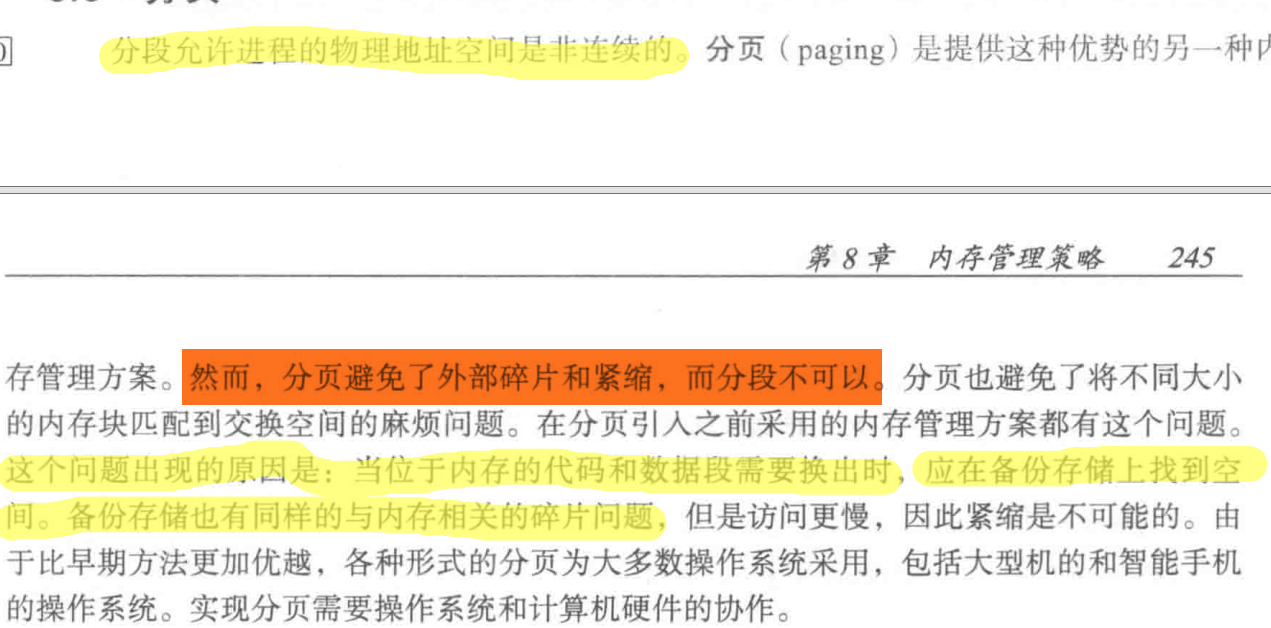 分段允许进程的物理地址空间是非连续的。分页（paging）是提供这种优势的另一种内
第8章 内存管理策略 245
存管理方案。然而，分页避免了外部碎片和紧缩，而分段不可以。分页也避免了将不同大小
的内存块匹配到交换空间的麻烦问题。在分页引入之前采用的内存管理方案都有这个问题。
这个问题出现的原因是：当位于内存的代码和数据段需要换出时，应在备份存储上找到空
间。备份存储也有同样的与内存相关的碎片问题，但是访问更慢，因此紧缩是不可能的。由
于比早期方法更加优越，各种形式的分页为大多数操作系统采用，包括大型机的和智能手机
的操作系统。实现分页需要操作系统和计算机硬件的协作。